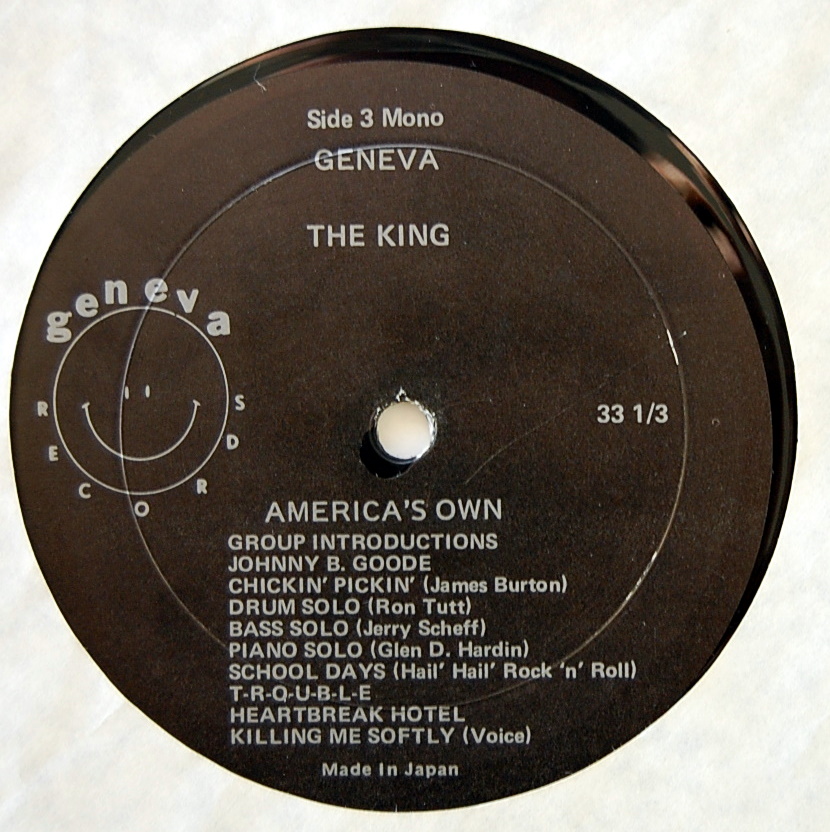 Side 3 Mono
GENEVA
THE KING
geneva
RECORDS
33 1/3
AMERICA'S OWN
GROUP INTRODUCTIONS
JOHNNY B. GOODE
CHICKIN' PICKIN' (James Burton)
DRUM SOLO (Ron Tutt)
BASS SOLO (Jerry Scheff)
PIANO SOLO (Glen D. Hardin)
SCHOOL DAYS (Hail' Hail' Rock 'n' Roll)
T-R-Q-U-B-L-E
HEARTBREAK HOTEL
KILLING ME SOFTLY (Voice)
Made In Japan